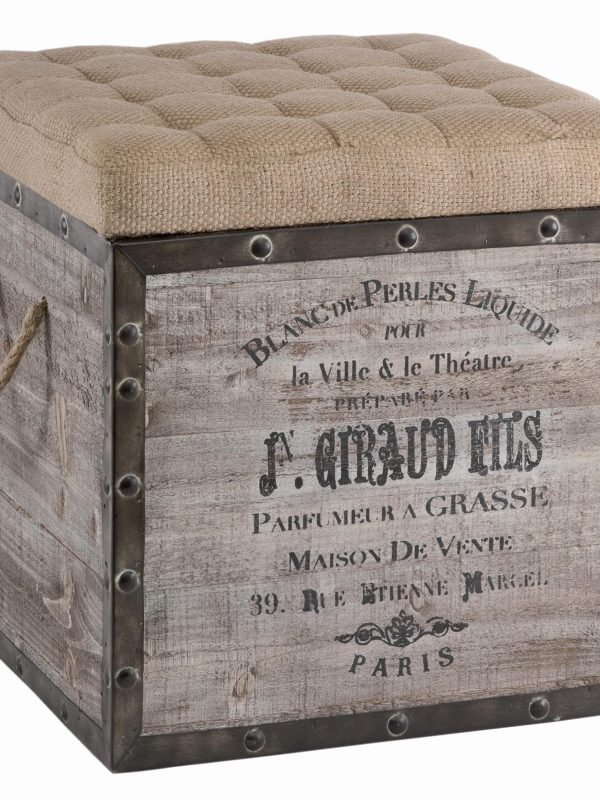 BLANC DE PERLES LIQUIDE
POUR
la Ville & le Théatre,
PRÉPARÉ PAR
Jⁿ. GIRAUD FILS
PARFUMEUR A GRASSE
MAISON DE VENTE
39. RUE ETIENNE MARCEL
PARIS